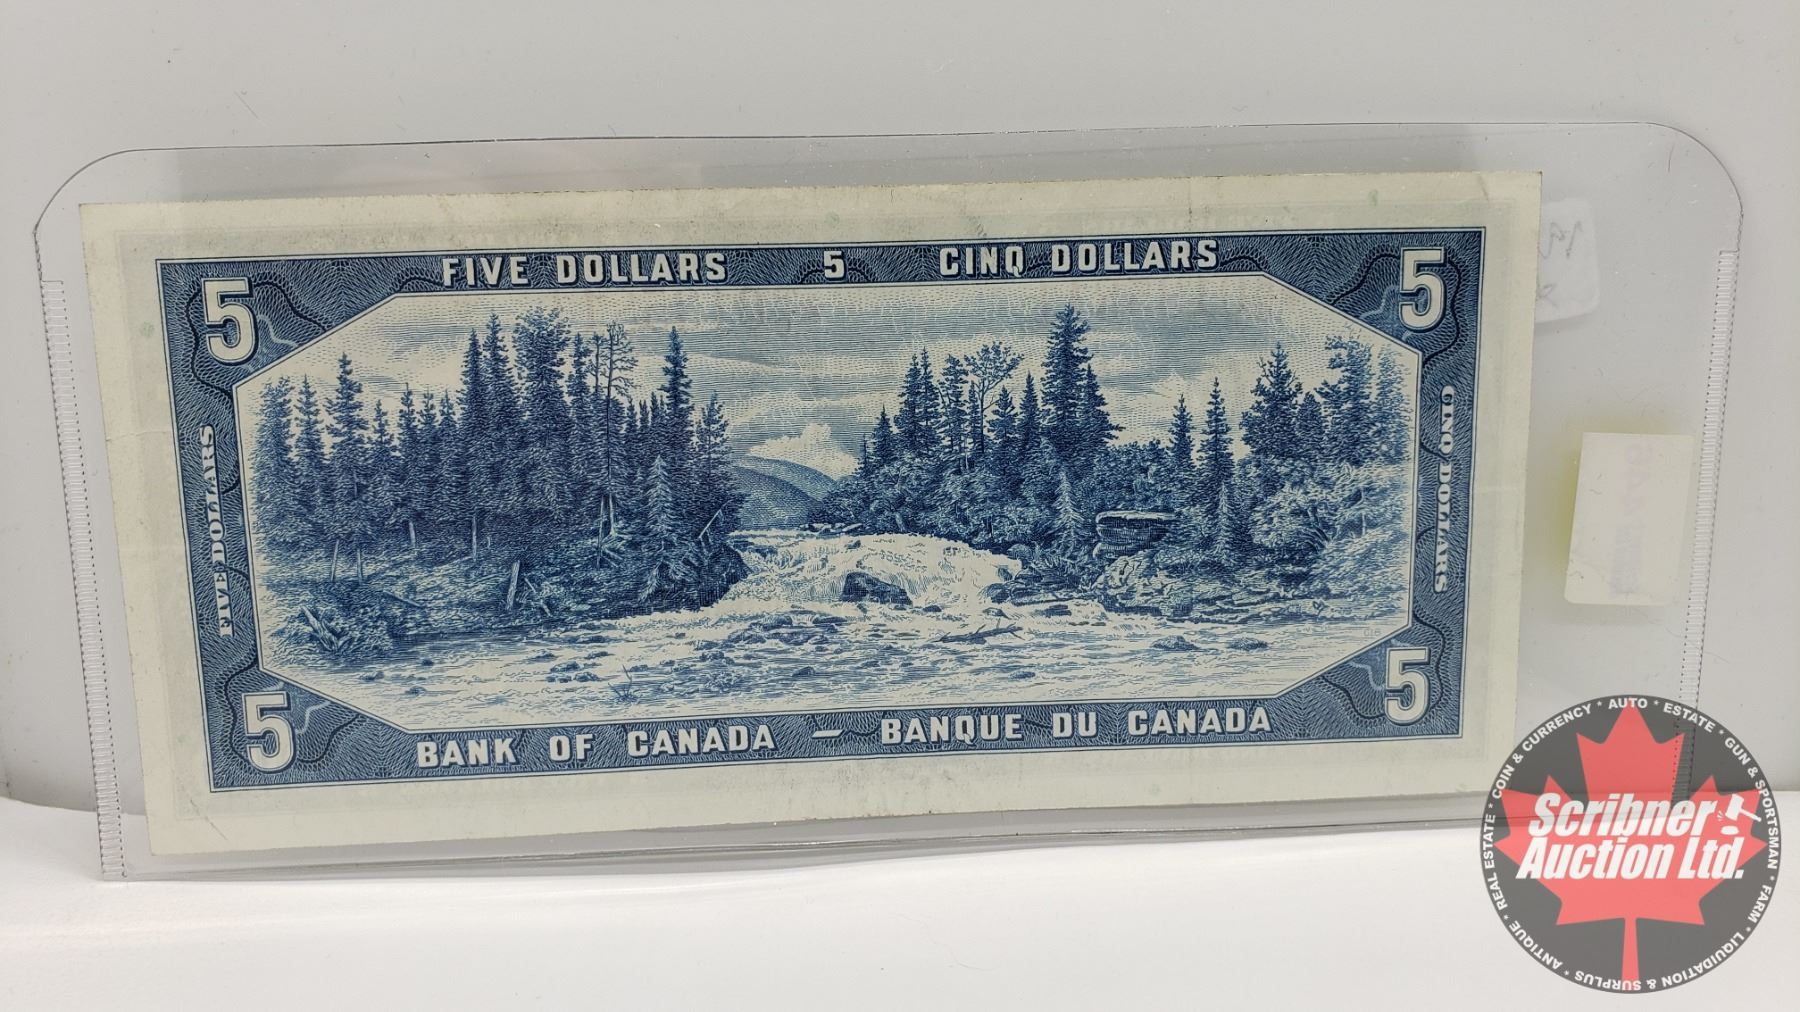 FIVE DOLLARS 5 CINQ DOLLARS
5 5
FIVE DOLLARS
CINQ DOLLARS
5 5
BANK OF CANADA — BANQUE DU CANADA
Scribner
Auction Ltd.
REAL ESTATE * COIN & CURRENCY * AUTO * ESTATE * GUN & SPORTSMAN * FARM * LIQUIDATION & SURPLUS * ANTIQUE *